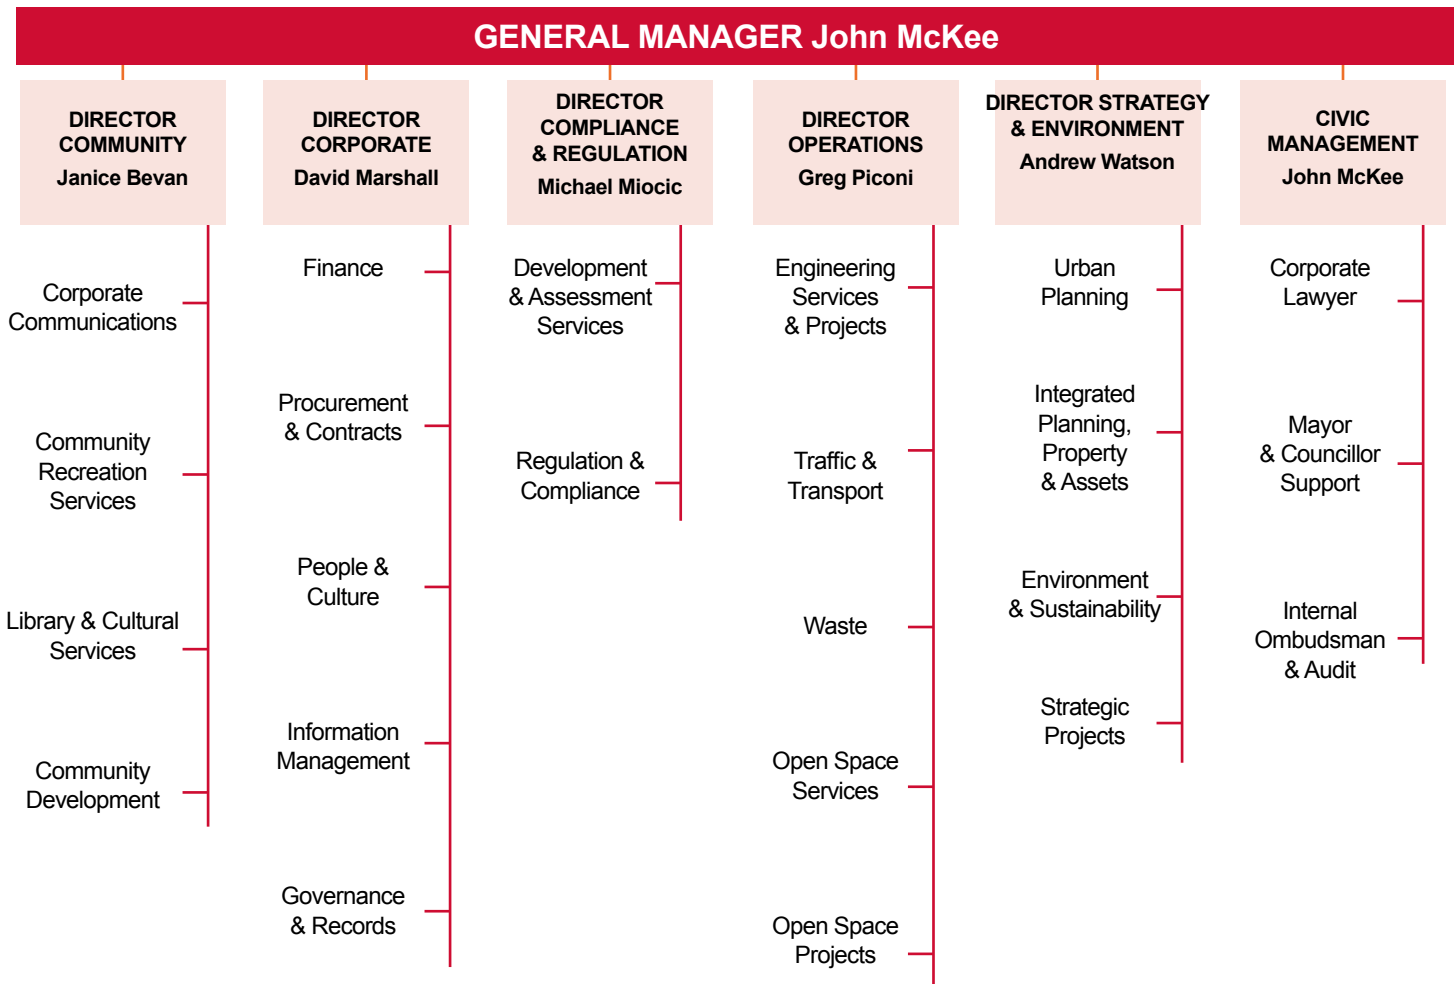 GENERAL MANAGER John McKee
DIRECTOR
COMMUNITY
Janice Bevan
Corporate
Communications
Community
Recreation
Services
Library & Cultural
Services
Community
Development
DIRECTOR
CORPORATE
David Marshall
Finance
Procurement
& Contracts
People &
Culture
Information
Management
Governance
& Records
DIRECTOR
COMPLIANCE
& REGULATION
Michael Miocic
Development
& Assessment
Services
Regulation &
Compliance
DIRECTOR
OPERATIONS
Greg Piconi
Engineering
Services
& Projects
Traffic &
Transport
Waste
Open Space
Services
Open Space
Projects
DIRECTOR STRATEGY
& ENVIRONMENT
Andrew Watson
Urban
Planning
Integrated
Planning,
Property
& Assets
Environment
& Sustainability
Strategic
Projects
CIVIC
MANAGEMENT
John McKee
Corporate
Lawyer
Mayor
& Councillor
Support
Internal
Ombudsman
& Audit